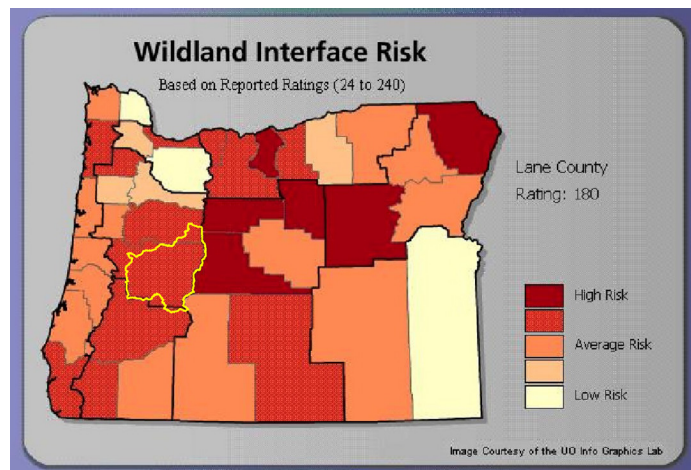 Wildland Interface Risk
Based on Reported Ratings (24 to 240)
Lane County
Rating: 180
High Risk
Average Risk
Low Risk
Image Courtesy of the UO Info Graphics Lab